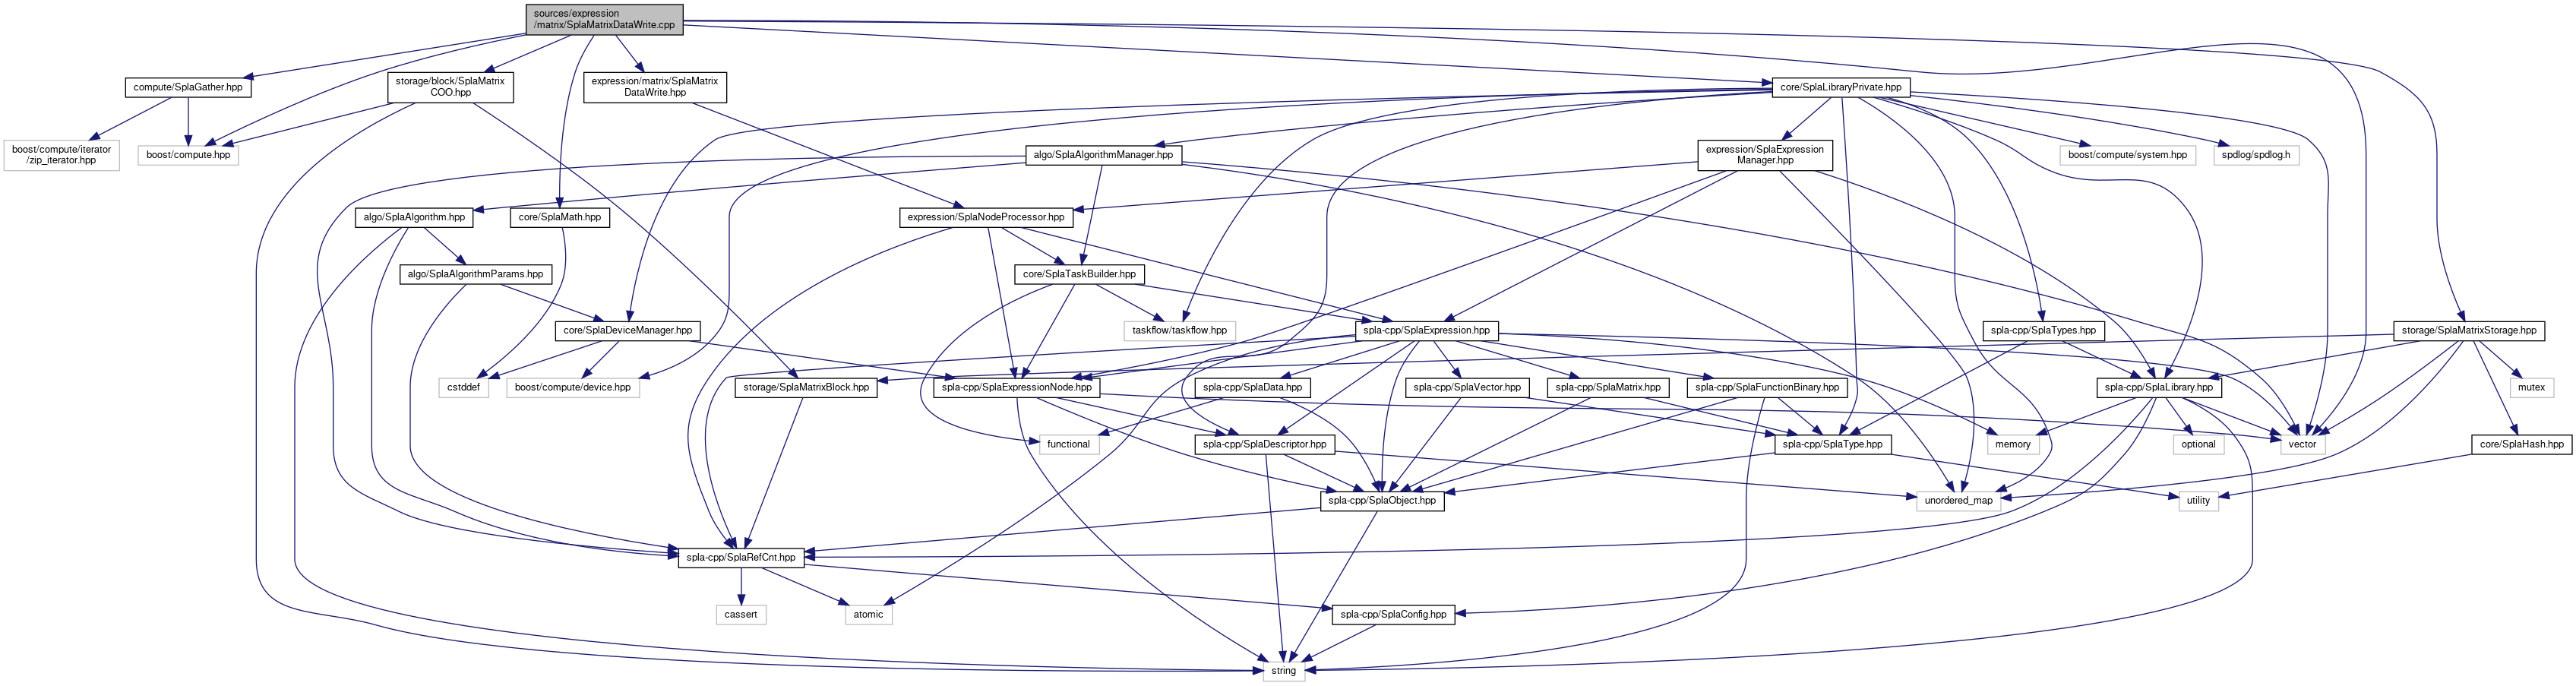 sources/expression
/matrix/SplaMatrixDataWrite.cpp
compute/SplaGather.hpp
storage/block/SplaMatrix
COO.hpp
expression/matrix/SplaMatrix
DataWrite.hpp
core/SplaLibraryPrivate.hpp
boost/compute/iterator
/zip_iterator.hpp
boost/compute.hpp
algo/SplaAlgorithmManager.hpp
expression/SplaExpression
Manager.hpp
boost/compute/system.hpp
spdlog/spdlog.h
algo/SplaAlgorithm.hpp
core/SplaMath.hpp
expression/SplaNodeProcessor.hpp
algo/SplaAlgorithmParams.hpp
core/SplaTaskBuilder.hpp
core/SplaDeviceManager.hpp
taskflow/taskflow.hpp
spla-cpp/SplaExpression.hpp
spla-cpp/SplaTypes.hpp
storage/SplaMatrixStorage.hpp
cstddef
boost/compute/device.hpp
storage/SplaMatrixBlock.hpp
spla-cpp/SplaExpressionNode.hpp
spla-cpp/SplaData.hpp
spla-cpp/SplaVector.hpp
spla-cpp/SplaMatrix.hpp
spla-cpp/SplaFunctionBinary.hpp
spla-cpp/SplaLibrary.hpp
mutex
functional
spla-cpp/SplaDescriptor.hpp
spla-cpp/SplaType.hpp
memory
optional
vector
core/SplaHash.hpp
spla-cpp/SplaObject.hpp
unordered_map
utility
spla-cpp/SplaRefCnt.hpp
cassert
atomic
spla-cpp/SplaConfig.hpp
string